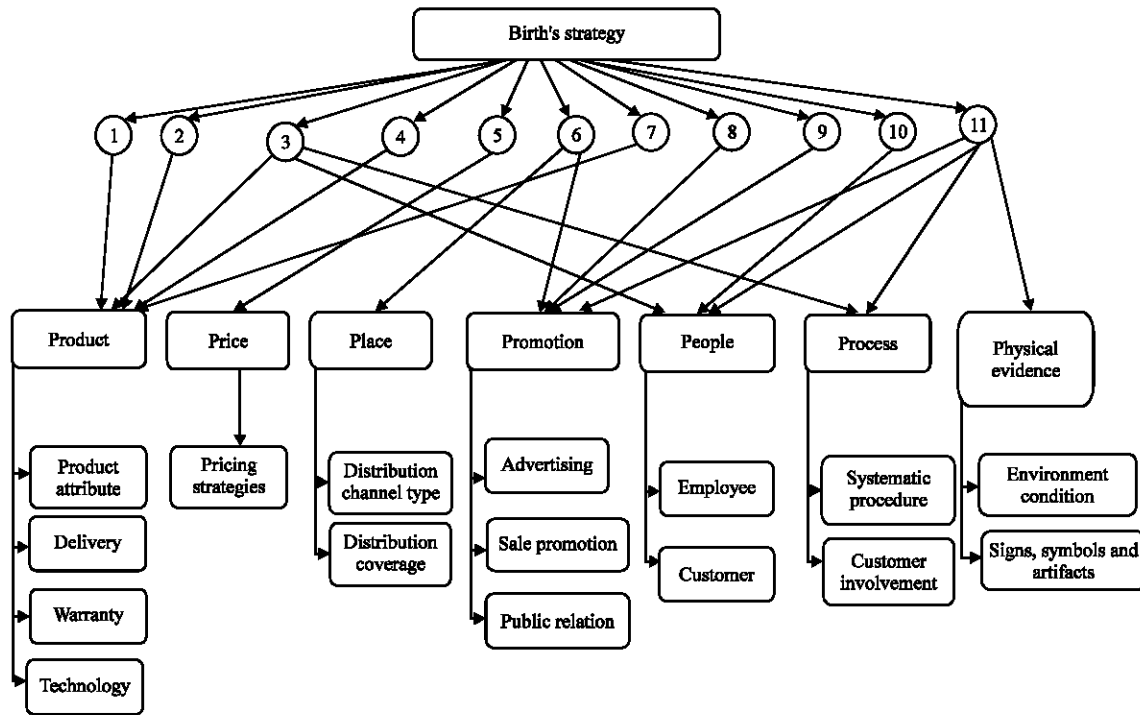 Birth's strategy
1
2
3
4
5
6
7
8
9
10
11
Product
Price
Place
Promotion
People
Process
Physical
evidence
Product
attribute
Delivery
Warranty
Technology
Pricing
strategies
Distribution
channel type
Distribution
coverage
Advertising
Sale promotion
Public relation
Employee
Customer
Systematic
procedure
Customer
involvement
Environment
condition
Signs, symbols and
artifacts